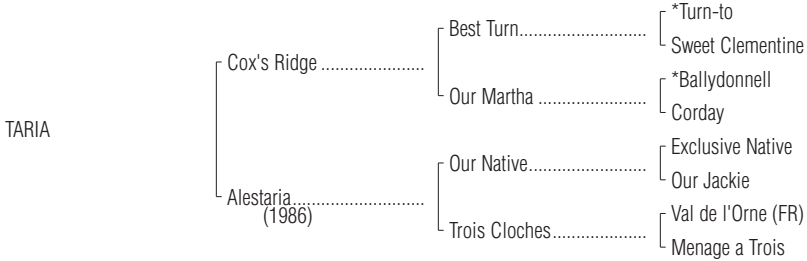 *Turn-to
Best Turn...........................
Sweet Clementine
Cox's Ridge ......................
*Ballydonnell
Our Martha .......................
Corday
TARIA
Exclusive Native
Our Native.........................
Our Jackie
Alestaria............................
(1986)
Val de l'Orne (FR)
Trois Cloches....................
Menage a Trois